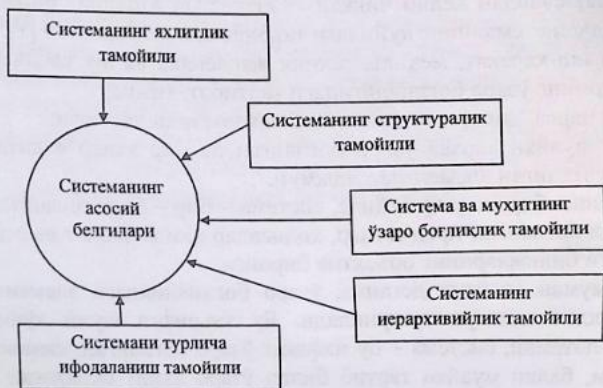 Системанинг яхлитлик
тамойили
Системанинг структуралик
тамойили
Системанинг
асосий
белгилари
Система ва муҳитнинг
ўзаро боғлиқлиқ тамойили
Системанинг
иерархивийлик тамойили
Системани турлича
ифодаланиш тамойили